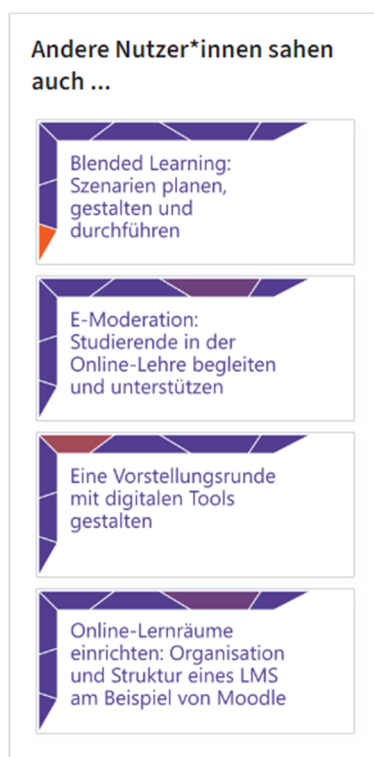 Andere Nutzer*innen sahen
auch ...
Blended Learning:
Szenarien planen,
gestalten und
durchführen
E-Moderation:
Studierende in der
Online-Lehre begleiten
und unterstützen
Eine Vorstellungsrunde
mit digitalen Tools
gestalten
Online-Lernräume
einrichten: Organisation
und Struktur eines LMS
am Beispiel von Moodle